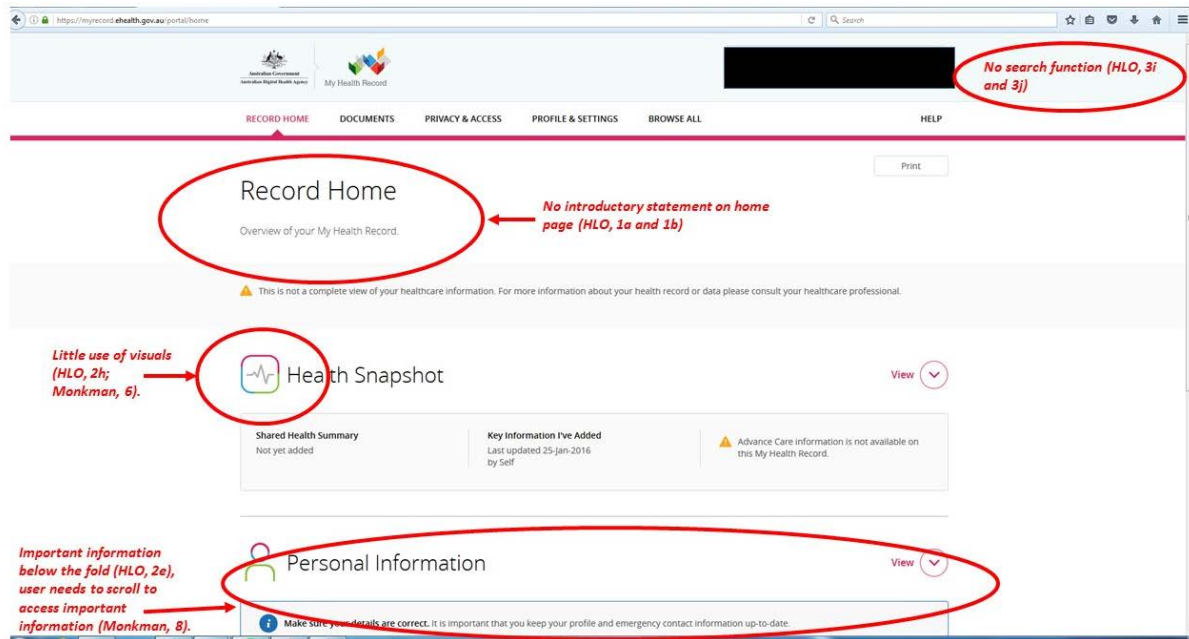 https://myrecord.ehealth.gov.au/portal/home
Search
Australian Government
Australian Digital Health Agency
My Health Record
No search function (HLO, 3i
and 3j)
RECORD HOME DOCUMENTS PRIVACY & ACCESS PROFILE & SETTINGS BROWSE ALL HELP
Print
Record Home
Overview of your My Health Record.
No introductory statement on home
page (HLO, 1a and 1b)
This is not a complete view of your healthcare information. For more information about your health record or data please consult your healthcare professional.
Little use of visuals
(HLO, 2h;
Monkman, 6).
Health Snapshot
View
Shared Health Summary
Not yet added
Key Information I've Added
Last updated 25-Jan-2016
by Self
Advance Care information is not available on
this My Health Record.
Important information
below the fold (HLO, 2e),
user needs to scroll to
access important
information (Monkman, 8).
Personal Information
View
Make sure your details are correct. It is important that you keep your profile and emergency contact information up-to-date.